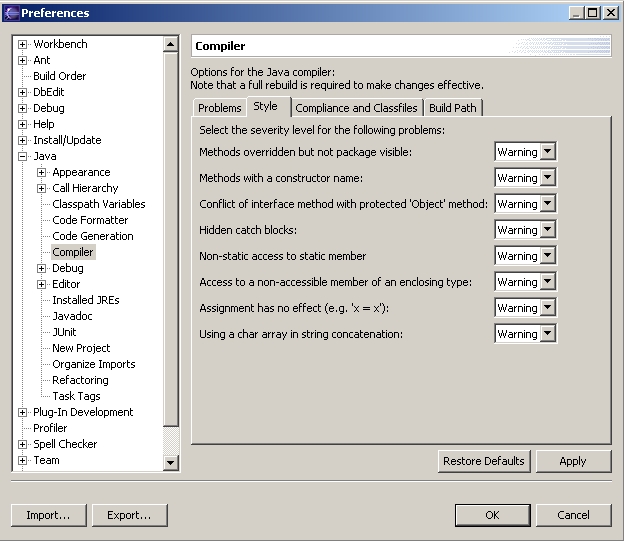 Preferences
Workbench
Ant
Build Order
DbEdit
Debug
Help
Install/Update
Java
Appearance
Call Hierarchy
Classpath Variables
Code Formatter
Code Generation
Compiler
Debug
Editor
Installed JREs
Javadoc
JUnit
New Project
Organize Imports
Refactoring
Task Tags
Plug-In Development
Profiler
Spell Checker
Team
Compiler
Options for the Java compiler:
Note that a full rebuild is required to make changes effective.
Problems Style Compliance and Classfiles Build Path
Select the severity level for the following problems:
Methods overridden but not package visible: Warning
Methods with a constructor name: Warning
Conflict of interface method with protected 'Object' method: Warning
Hidden catch blocks: Warning
Non-static access to static member Warning
Access to a non-accessible member of an enclosing type: Warning
Assignment has no effect (e.g. 'x = x'): Warning
Using a char array in string concatenation: Warning
Restore Defaults Apply
Import... Export... OK Cancel